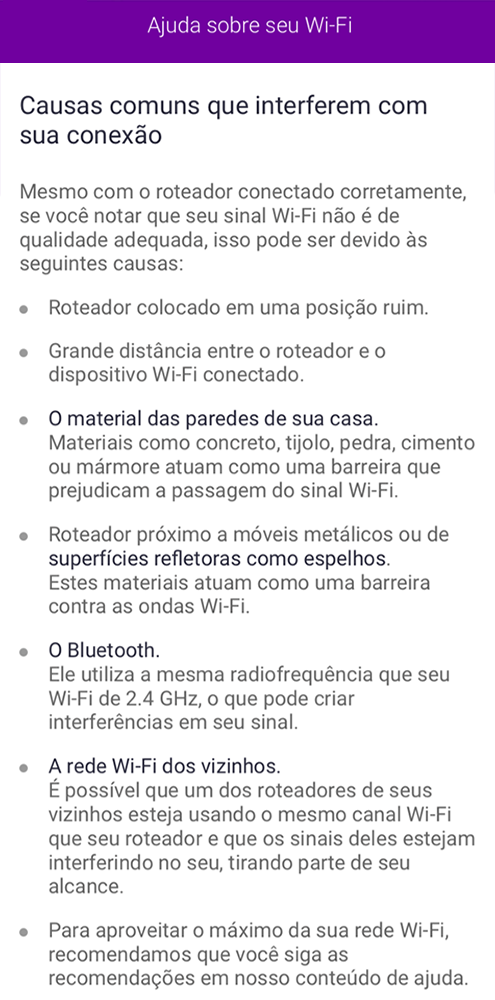 Ajuda sobre seu Wi-Fi
Causas comuns que interferem com
sua conexão
Mesmo com o roteador conectado corretamente,
se você notar que seu sinal Wi-Fi não é de
qualidade adequada, isso pode ser devido às
seguintes causas:
● Roteador colocado em uma posição ruim.
● Grande distância entre o roteador e o
dispositivo Wi-Fi conectado.
● O material das paredes de sua casa.
Materiais como concreto, tijolo, pedra, cimento
ou mármore atuam como uma barreira que
prejudicam a passagem do sinal Wi-Fi.
● Roteador próximo a móveis metálicos ou de
superfícies refletoras como espelhos.
Estes materiais atuam como uma barreira
contra as ondas Wi-Fi.
● O Bluetooth.
Ele utiliza a mesma radiofrequência que seu
Wi-Fi de 2.4 GHz, o que pode criar
interferências em seu sinal.
● A rede Wi-Fi dos vizinhos.
É possível que um dos roteadores de seus
vizinhos esteja usando o mesmo canal Wi-Fi
que seu roteador e que os sinais deles estejam
interferindo no seu, tirando parte de seu
alcance.
● Para aproveitar o máximo da sua rede Wi-Fi,
recomendamos que você siga as
recomendações em nosso conteúdo de ajuda.